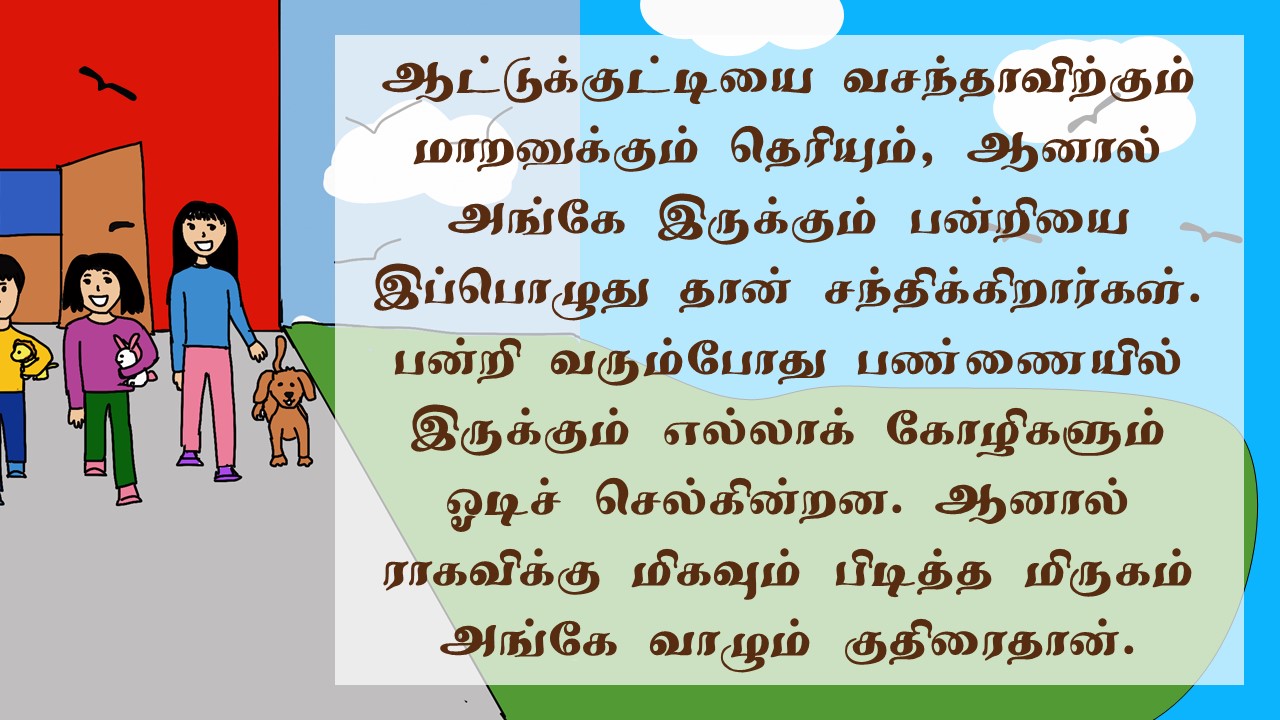 ஆட்டுக்குட்டியை வசந்தாவிற்கும்
மாறனுக்கும் தெரியும், ஆனால்
அங்கே இருக்கும் பன்றியை
இப்பொழுது தான் சந்திக்கிறார்கள்.
பன்றி வரும்போது பண்ணையில்
இருக்கும் எல்லாக் கோழிகளும்
ஓடிச் செல்கின்றன. ஆனால்
ராகவிக்கு மிகவும் பிடித்த மிருகம்
அங்கே வாழும் குதிரைதான்.